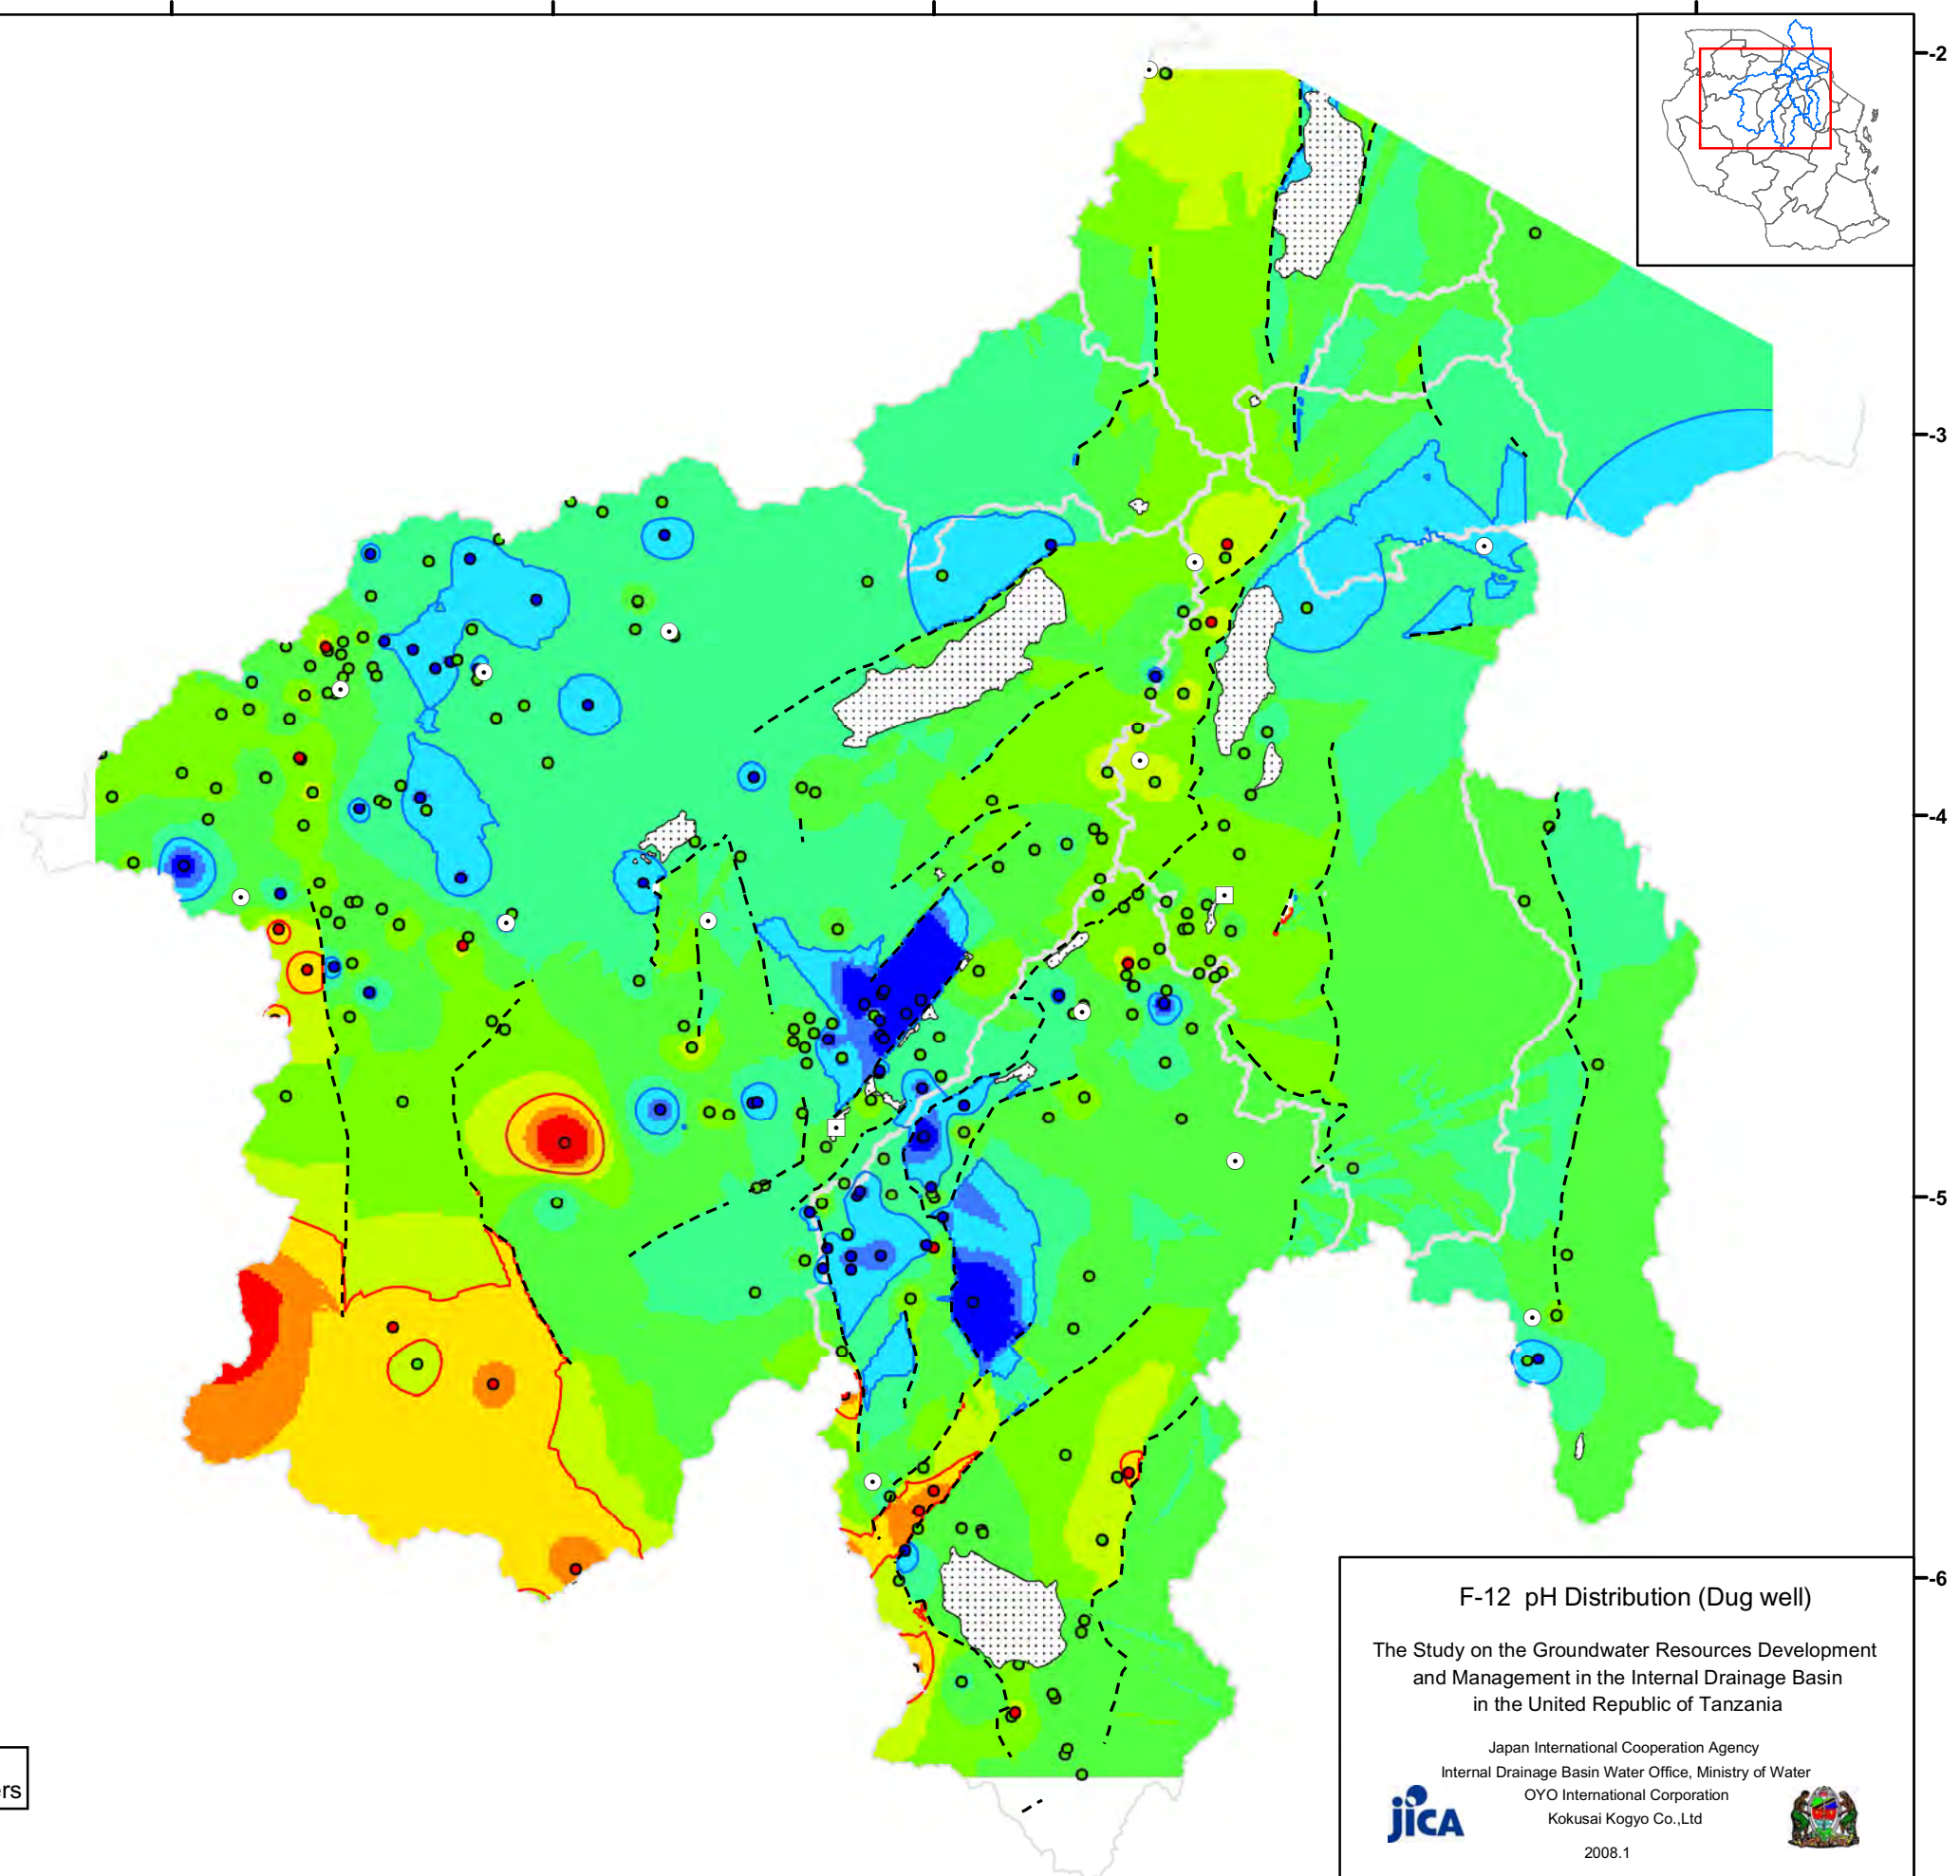 -2
-3
-4
-5
-6
ers
F-12 pH Distribution (Dug well)
The Study on the Groundwater Resources Development
and Management in the Internal Drainage Basin
in the United Republic of Tanzania
Japan International Cooperation Agency
Internal Drainage Basin Water Office, Ministry of Water
OYO International Corporation
Kokusai Kogyo Co.,Ltd
jICA
2008.1